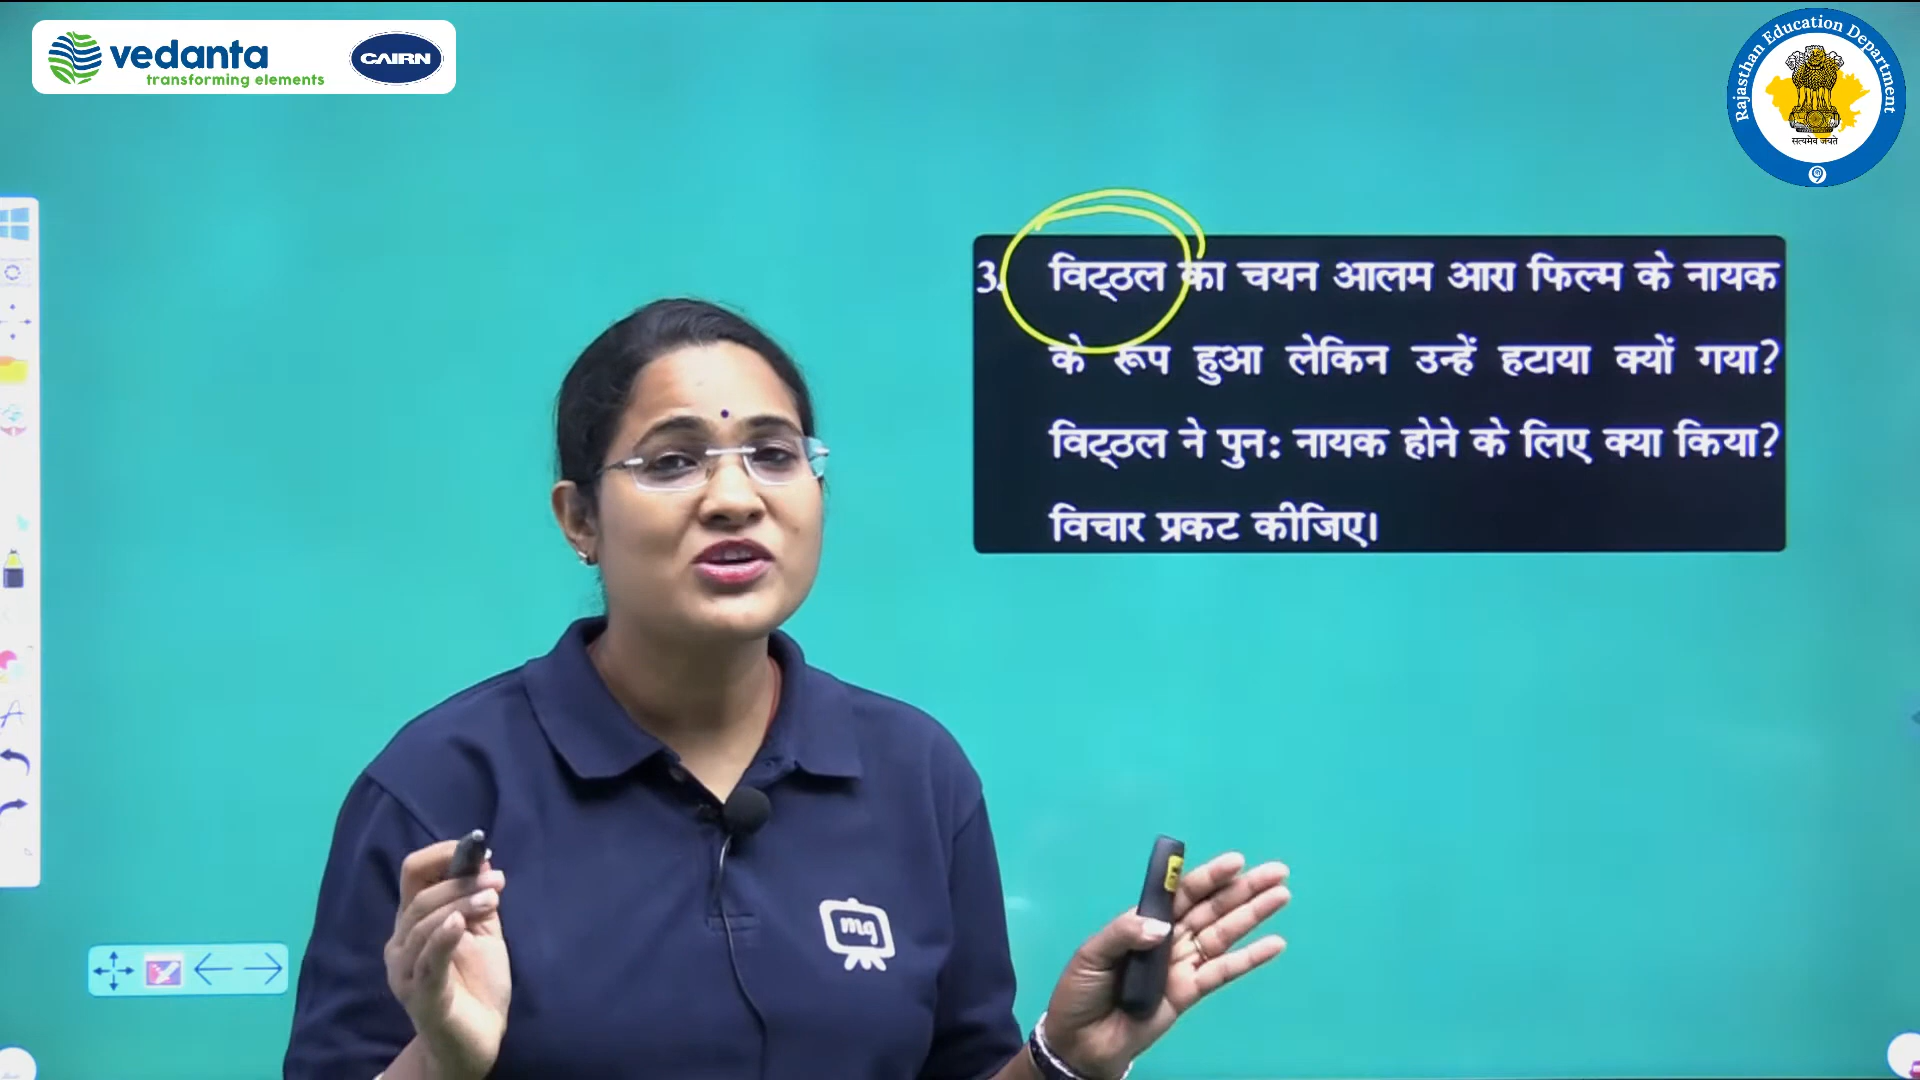 vedanta
transforming elements
CAIRN
Rajasthan Education Department
सत्यमेव जयते
3. विट्ठल का चयन आलम आरा फिल्म के नायक
के रूप हुआ लेकिन उन्हें हटाया क्यों गया?
विट्ठल ने पुनः नायक होने के लिए क्या किया?
विचार प्रकट कीजिए।
mg